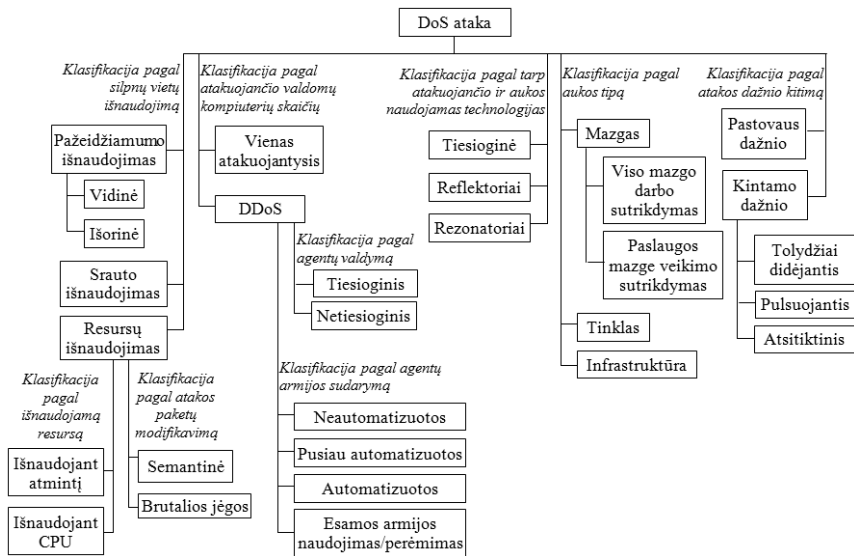 DoS ataka
Klasifikacija pagal
silpnų vietų
išnaudojimą
Pažeidžiamumo
išnaudojimas
Vidinė
Išorinė
Srauto
išnaudojimas
Resursų
išnaudojimas
Klasifikacija
pagal
išnaudojamą
resursą
Išnaudojant
atmintį
Išnaudojant
CPU
Klasifikacija
pagal atakos
paketų
modifikavimą
Semantinė
Brutalios jėgos
Klasifikacija pagal
atakuojančio valdomų
kompiuterių skaičių
Vienas
atakuojantysis
DDoS
Klasifikacija pagal
agentų valdymą
Tiesioginis
Netiesioginis
Klasifikacija pagal agentų
armijos sudarymą
Neautomatizuotos
Pusiau automatizuotos
Automatizuotos
Esamos armijos
naudojimas/perėmimas
Klasifikacija pagal tarp
atakuojančio ir aukos
naudojamas technologijas
Tiesioginė
Reflektoriai
Rezonatoriai
Klasifikacija pagal
aukos tipą
Mazgas
Viso mazgo
darbo
sutrikdymas
Paslaugos
mazge veikimo
sutrikdymas
Tinklas
Infrastruktūra
Klasifikacija pagal
atakos dažnio kitimą
Pastovaus
dažnio
Kintamo
dažnio
Tolydžiai
didėjantis
Pulsuojantis
Atsitiktinis